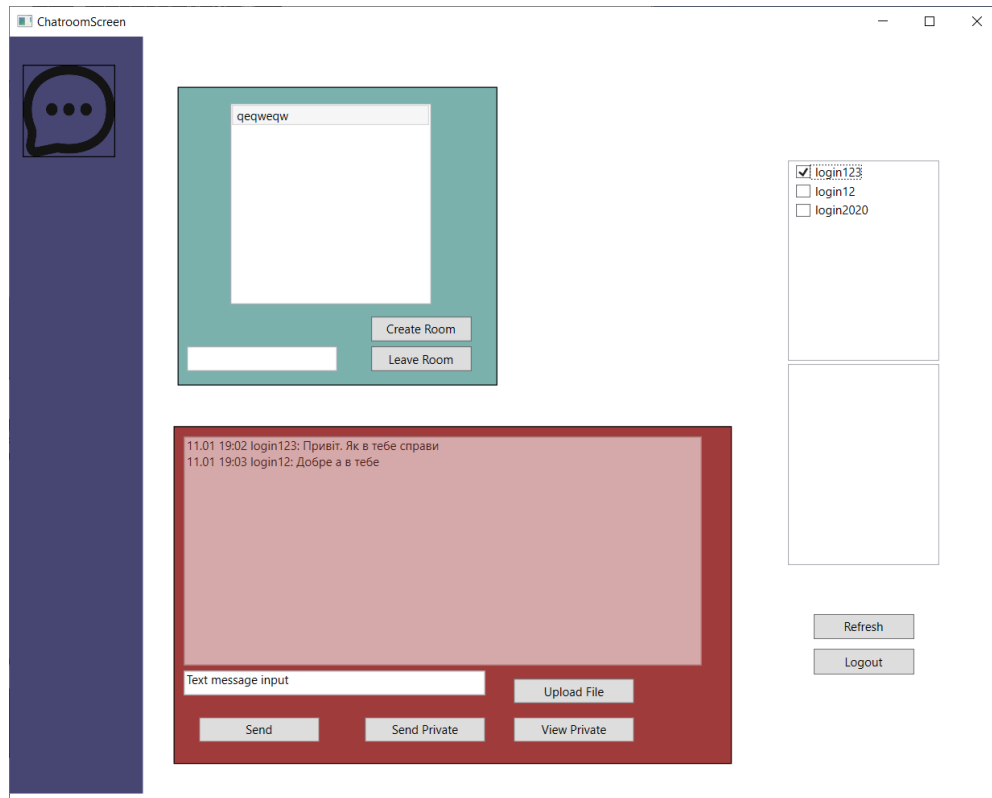 ChatroomScreen
qeqweqw
Create Room
Leave Room
login123
login12
login2020
11.01 19:02 login123: Привіт. Як в тебе справи
11.01 19:03 login12: Добре а в тебе
Text message input
Upload File
Send
Send Private
View Private
Refresh
Logout